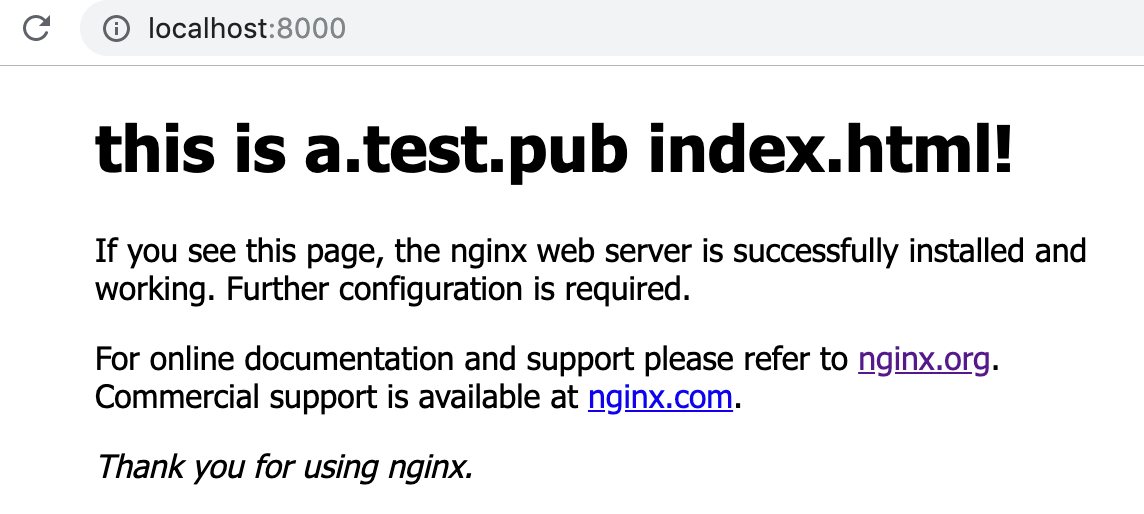 localhost:8000
this is a.test.pub index.html!
If you see this page, the nginx web server is successfully installed and
working. Further configuration is required.
For online documentation and support please refer to nginx.org.
Commercial support is available at nginx.com.
Thank you for using nginx.